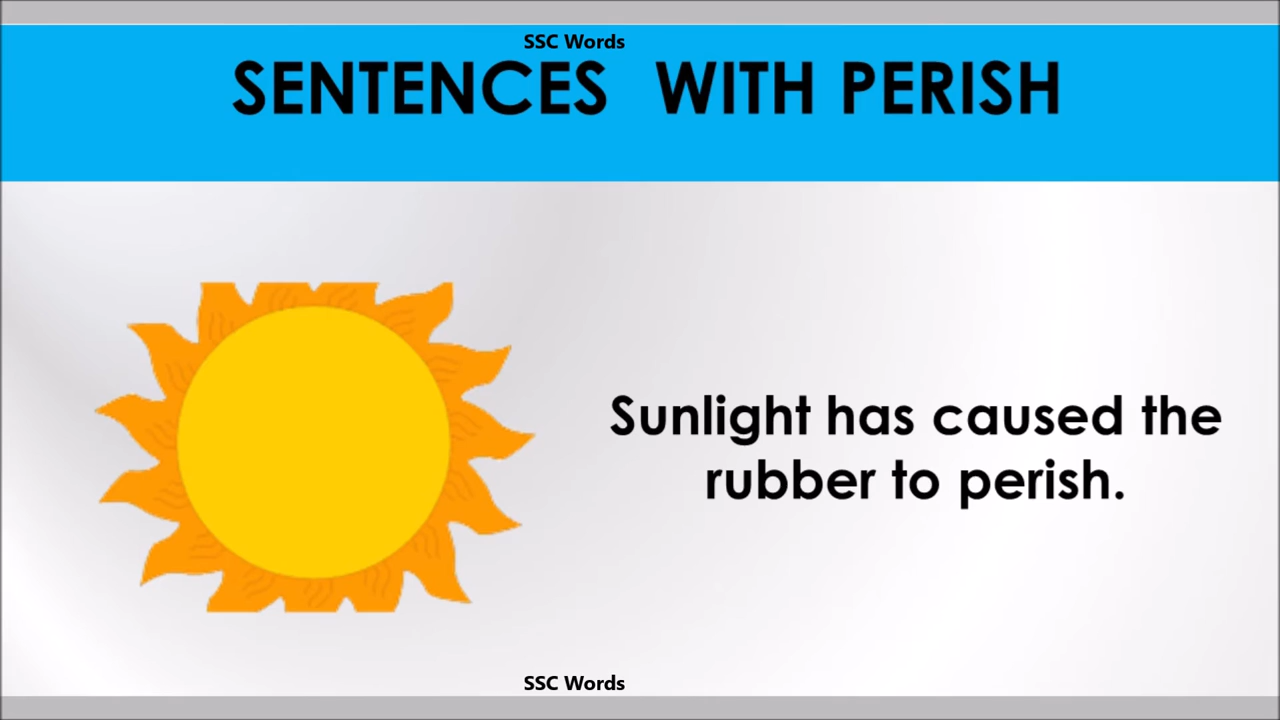 SSC Words
SENTENCES WITH PERISH
Sunlight has caused the
rubber to perish.
SSC Words